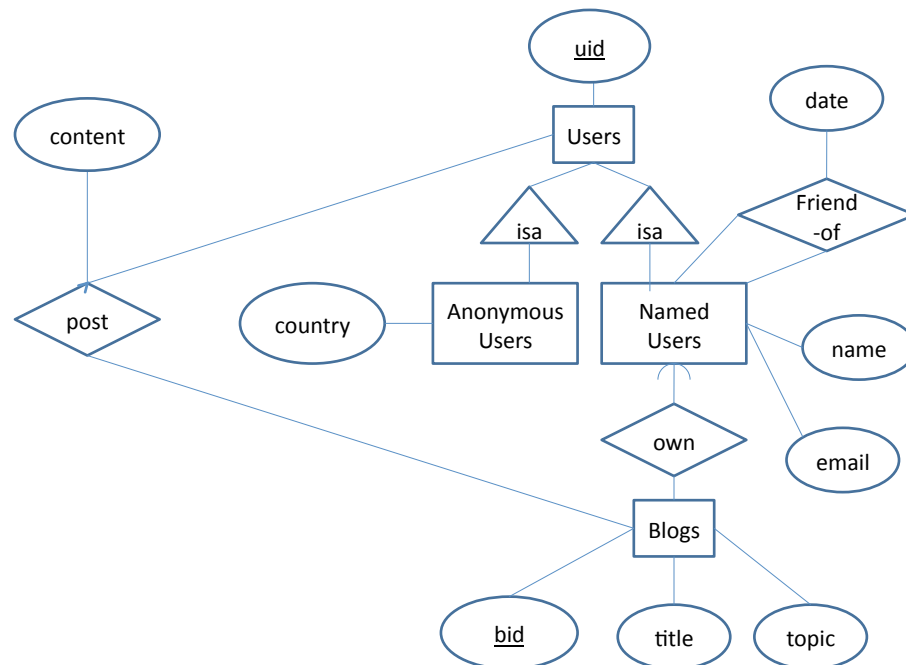 uid
date
content
Users
Friend
-of
isa
isa
post
country
Anonymous
Users
Named
Users
name
own
email
Blogs
bid
title
topic